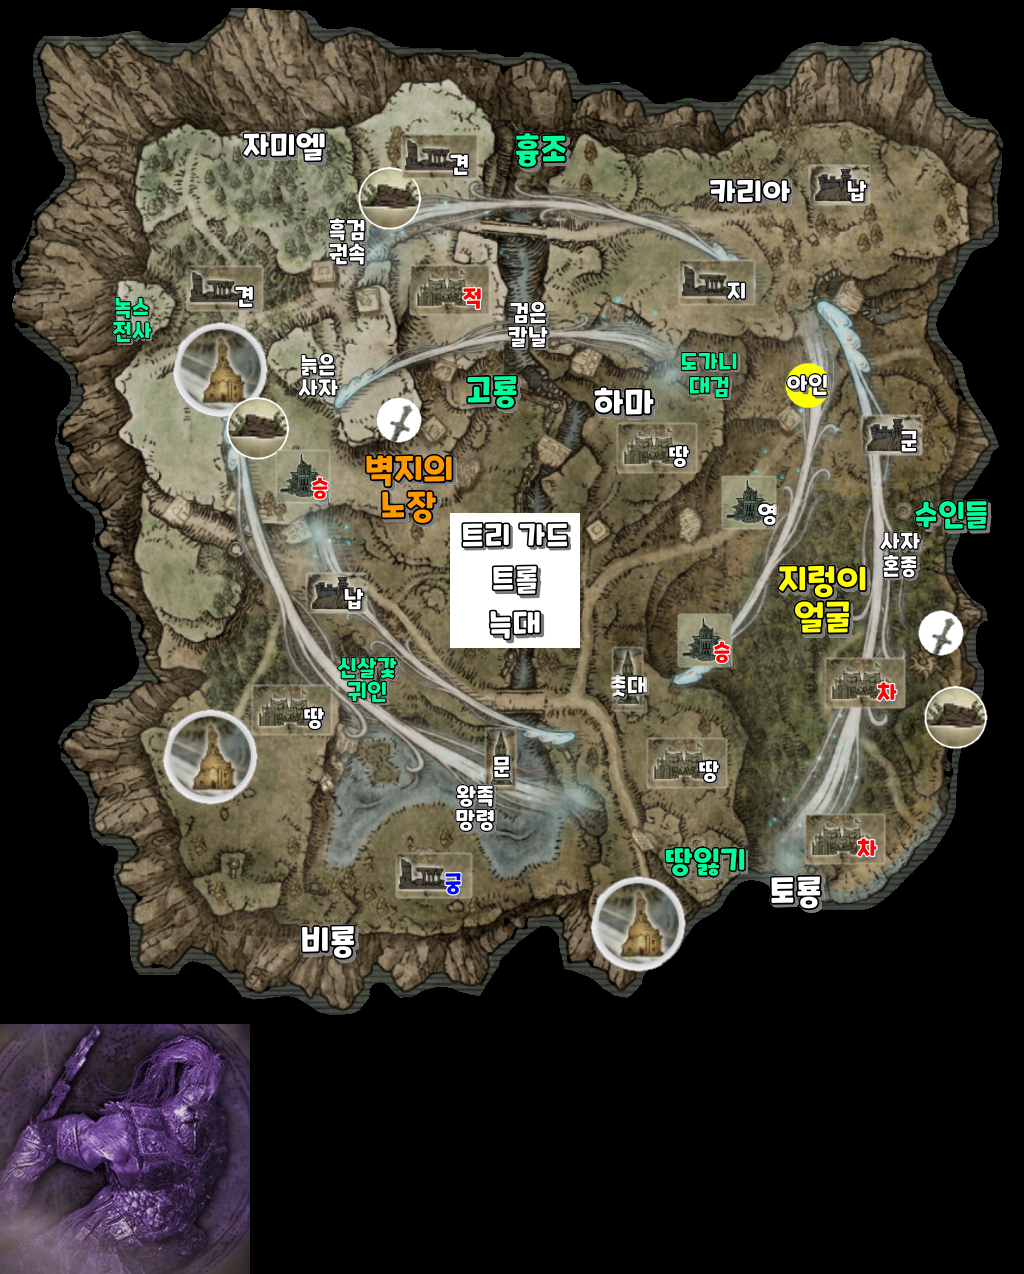 자미엘
견
흉조
카리아
납
흑검
권속
견
적
지
녹스
전사
검은
칼날
늙은
사자
고룡
도가니
대검
하마
아인
땅
군
벽지의
노장
승
영
수인들
트리 가드
트롤
늑대
사자
혼종
지렁이
얼굴
납
승
신살갗
귀인
촛대
차
땅
문
땅
왕족
망령
차
땅잃기
궁
토룡
비룡